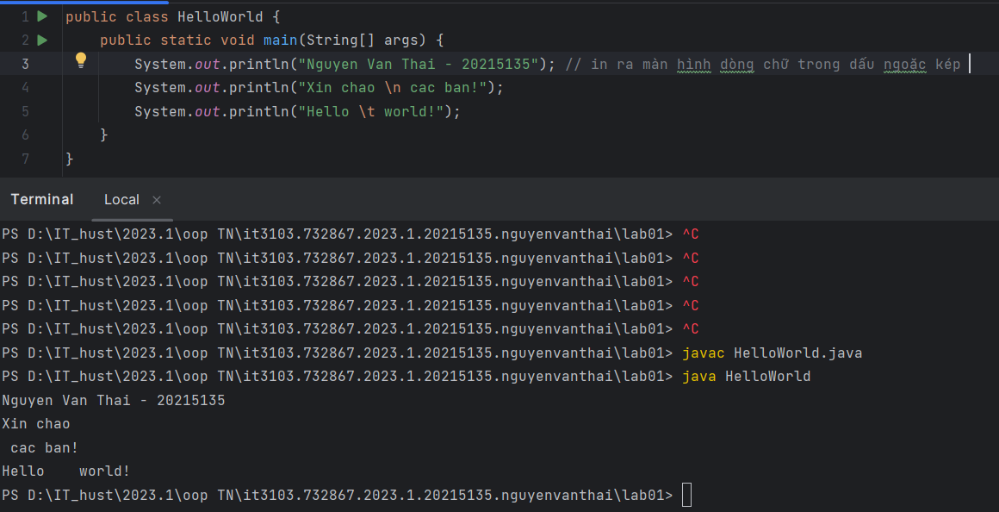 1 public class HelloWorld {
2     public static void main(String[] args) {
3         System.out.println("Nguyen Van Thai - 20215135"); // in ra màn hình dòng chữ trong dấu ngoặc kép
4         System.out.println("Xin chao \n cac ban!");
5         System.out.println("Hello \t world!");
6     }
7 }
Terminal Local ×
PS D:\IT_hust\2023.1\oop TN\it3103.732867.2023.1.20215135.nguyenvanthai\lab01> ^C
PS D:\IT_hust\2023.1\oop TN\it3103.732867.2023.1.20215135.nguyenvanthai\lab01> ^C
PS D:\IT_hust\2023.1\oop TN\it3103.732867.2023.1.20215135.nguyenvanthai\lab01> ^C
PS D:\IT_hust\2023.1\oop TN\it3103.732867.2023.1.20215135.nguyenvanthai\lab01> ^C
PS D:\IT_hust\2023.1\oop TN\it3103.732867.2023.1.20215135.nguyenvanthai\lab01> ^C
PS D:\IT_hust\2023.1\oop TN\it3103.732867.2023.1.20215135.nguyenvanthai\lab01> javac HelloWorld.java
PS D:\IT_hust\2023.1\oop TN\it3103.732867.2023.1.20215135.nguyenvanthai\lab01> java HelloWorld
Nguyen Van Thai - 20215135
Xin chao
 cac ban!
Hello    world!
PS D:\IT_hust\2023.1\oop TN\it3103.732867.2023.1.20215135.nguyenvanthai\lab01>